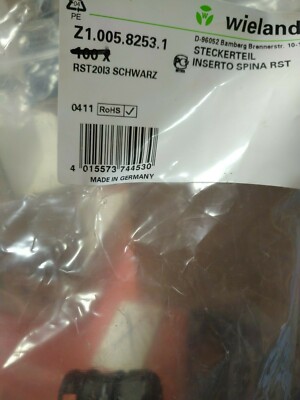 04
PE
wieland
Z1.005.8253.1
D-96052 Bamberg Brennerstr. 10-
100 X
STECKERTEIL
RST20I3 SCHWARZ
INSERTO SPINA RST
0411 RoHS
4 015573 744530
MADE IN GERMANY